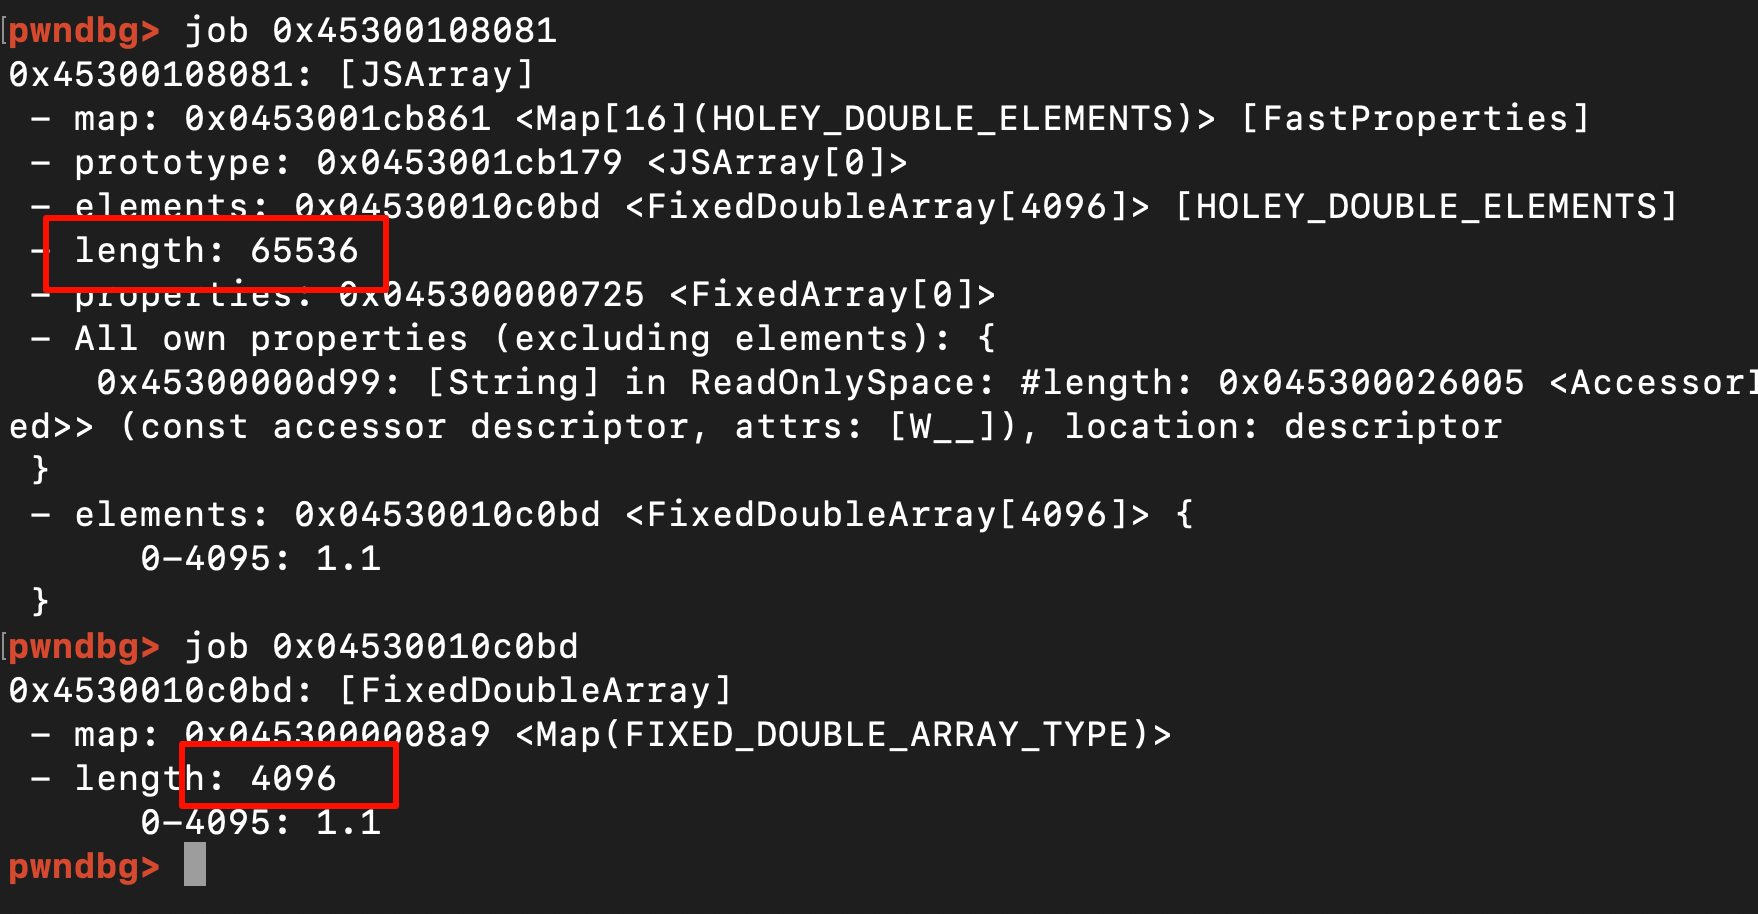 pwndbg> job 0x45300108081
0x45300108081: [JSArray]
 - map: 0x0453001cb861 <Map[16](HOLEY_DOUBLE_ELEMENTS)> [FastProperties]
 - prototype: 0x0453001cb179 <JSArray[0]>
 - elements: 0x04530010c0bd <FixedDoubleArray[4096]> [HOLEY_DOUBLE_ELEMENTS]
 - length: 65536
 - properties: 0x045300000725 <FixedArray[0]>
 - All own properties (excluding elements): {
    0x45300000d99: [String] in ReadOnlySpace: #length: 0x045300026005 <AccessorI
ed>> (const accessor descriptor, attrs: [W__]), location: descriptor
 }
 - elements: 0x04530010c0bd <FixedDoubleArray[4096]> {
      0-4095: 1.1
 }
pwndbg> job 0x04530010c0bd
0x4530010c0bd: [FixedDoubleArray]
 - map: 0x0453000008a9 <Map(FIXED_DOUBLE_ARRAY_TYPE)>
 - length: 4096
      0-4095: 1.1
pwndbg>